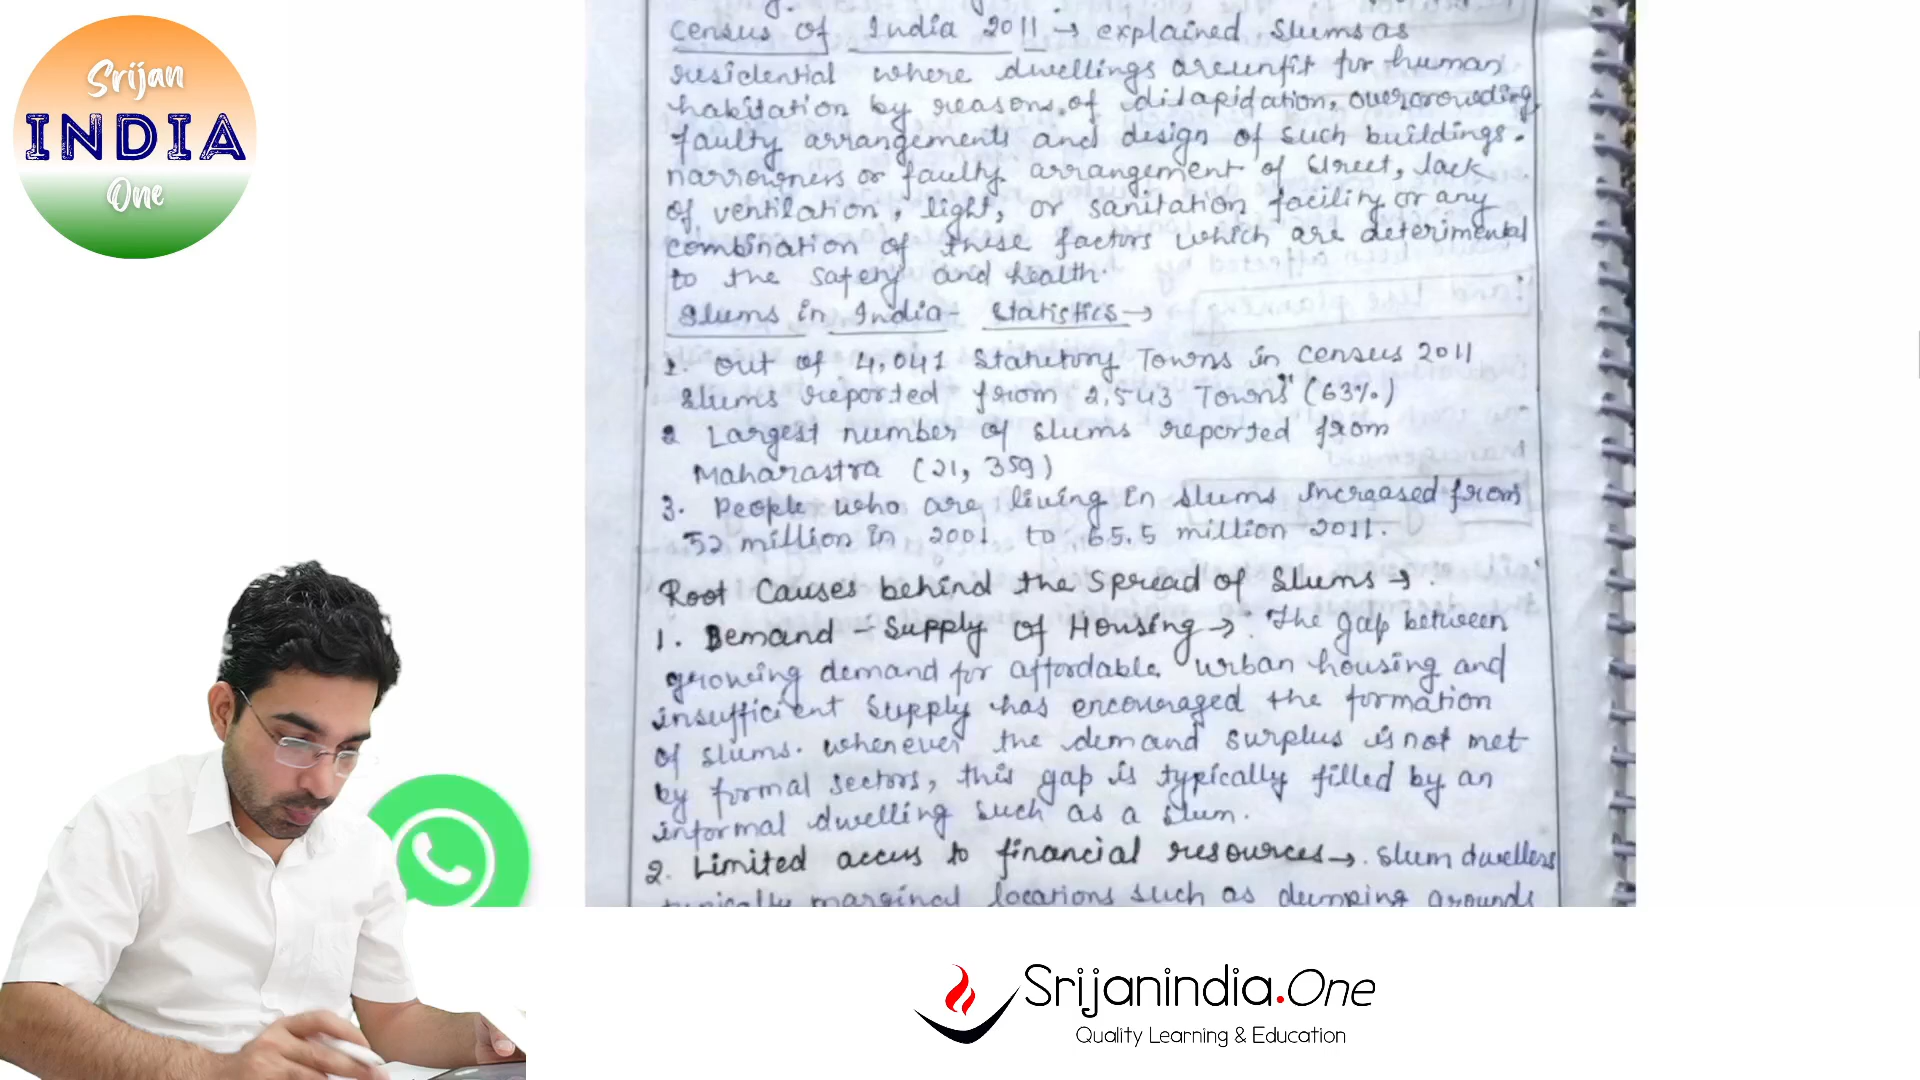 Srijan
INDIA
One
Census of India 2011 → explained slums as
residential where dwellings are unfit for human
habitation by reasons of dilapidation, overcrowding
faulty arrangements and design of such buildings.
narrowness or faulty arrangement of street, lack
of ventilation, light, or sanitation facility or any
combination of these factors which are deterimental
to the safety and health.
Slums in India - Statistics →
1. Out of 4,041 Statutory Towns in Census 2011
Slums reported from 2,543 Towns" (63%)
2 Largest number of slums reported from
Maharastra (21, 359)
3. People who are living in slums increased from
52 million in 2001 to 65.5 million 2011.
Root Causes behind the Spread of Slums →
1. Demand - Supply of Housing → The gap between
growing demand for affordable urban housing and
insufficient supply has encouraged the formation
of slums. whenever the demand surplus is not met
by formal sectors, this gap is typically filled by an
informal dwelling such as a slum.
2. Limited access to financial resources → Slum dwellers
typically marginal locations such as dumping grounds
Srijanindia.One
Quality Learning & Education